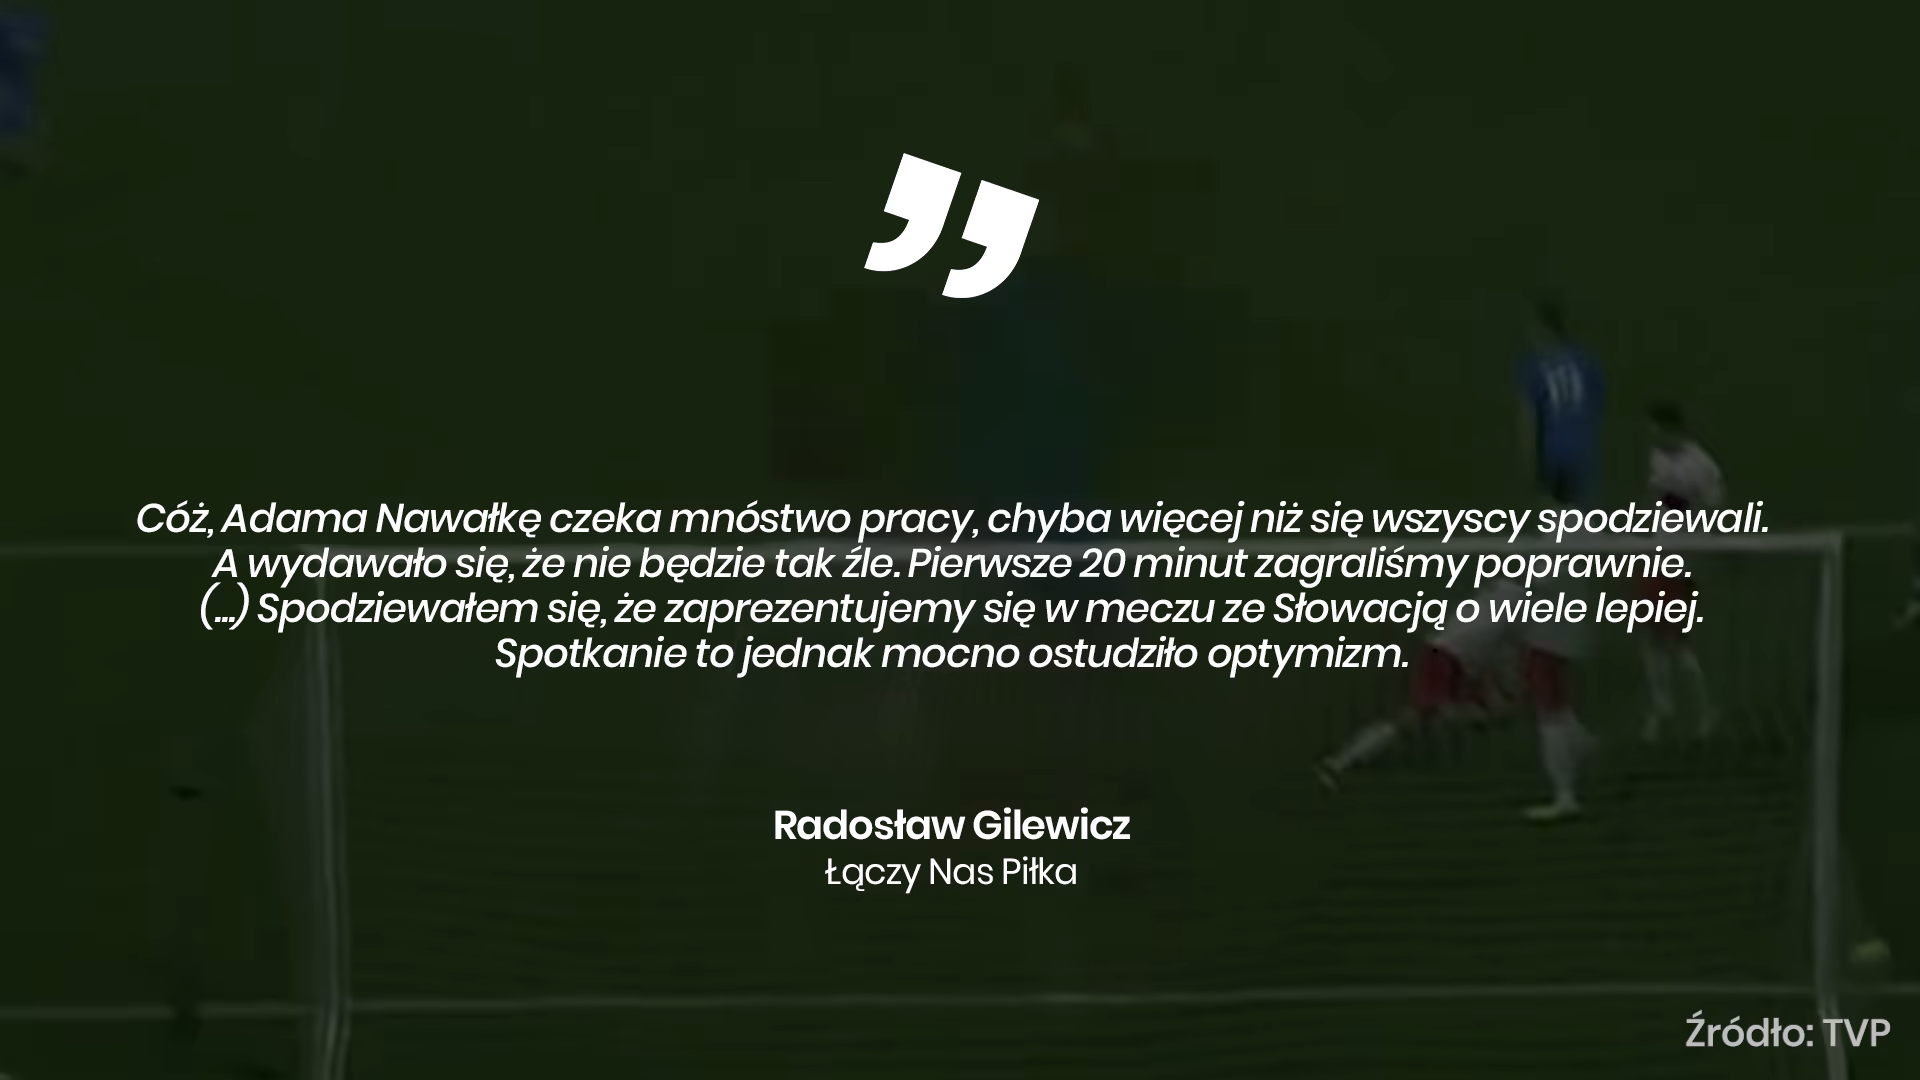 ”
Cóż, Adama Nawałkę czeka mnóstwo pracy, chyba więcej niż się wszyscy spodziewali.
A wydawało się, że nie będzie tak źle. Pierwsze 20 minut zagraliśmy poprawnie.
(...) Spodziewałem się, że zaprezentujemy się w meczu ze Słowacją o wiele lepiej.
Spotkanie to jednak mocno ostudziło optymizm.
Radosław Gilewicz
Łączy Nas Piłka
Źródło: TVP